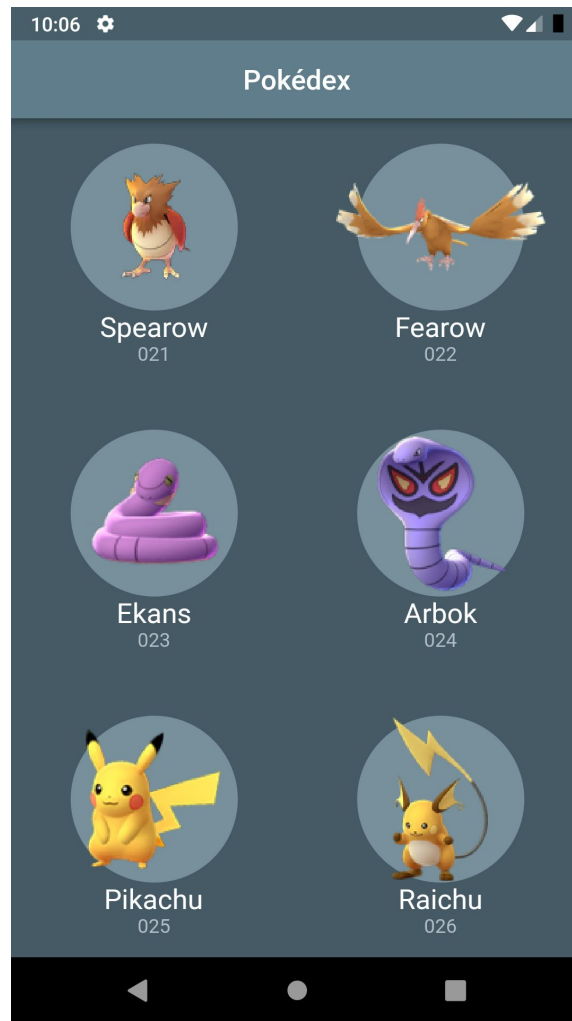 10:06
Pokédex
Spearow
021
Fearow
022
Ekans
023
Arbok
024
Pikachu
025
Raichu
026